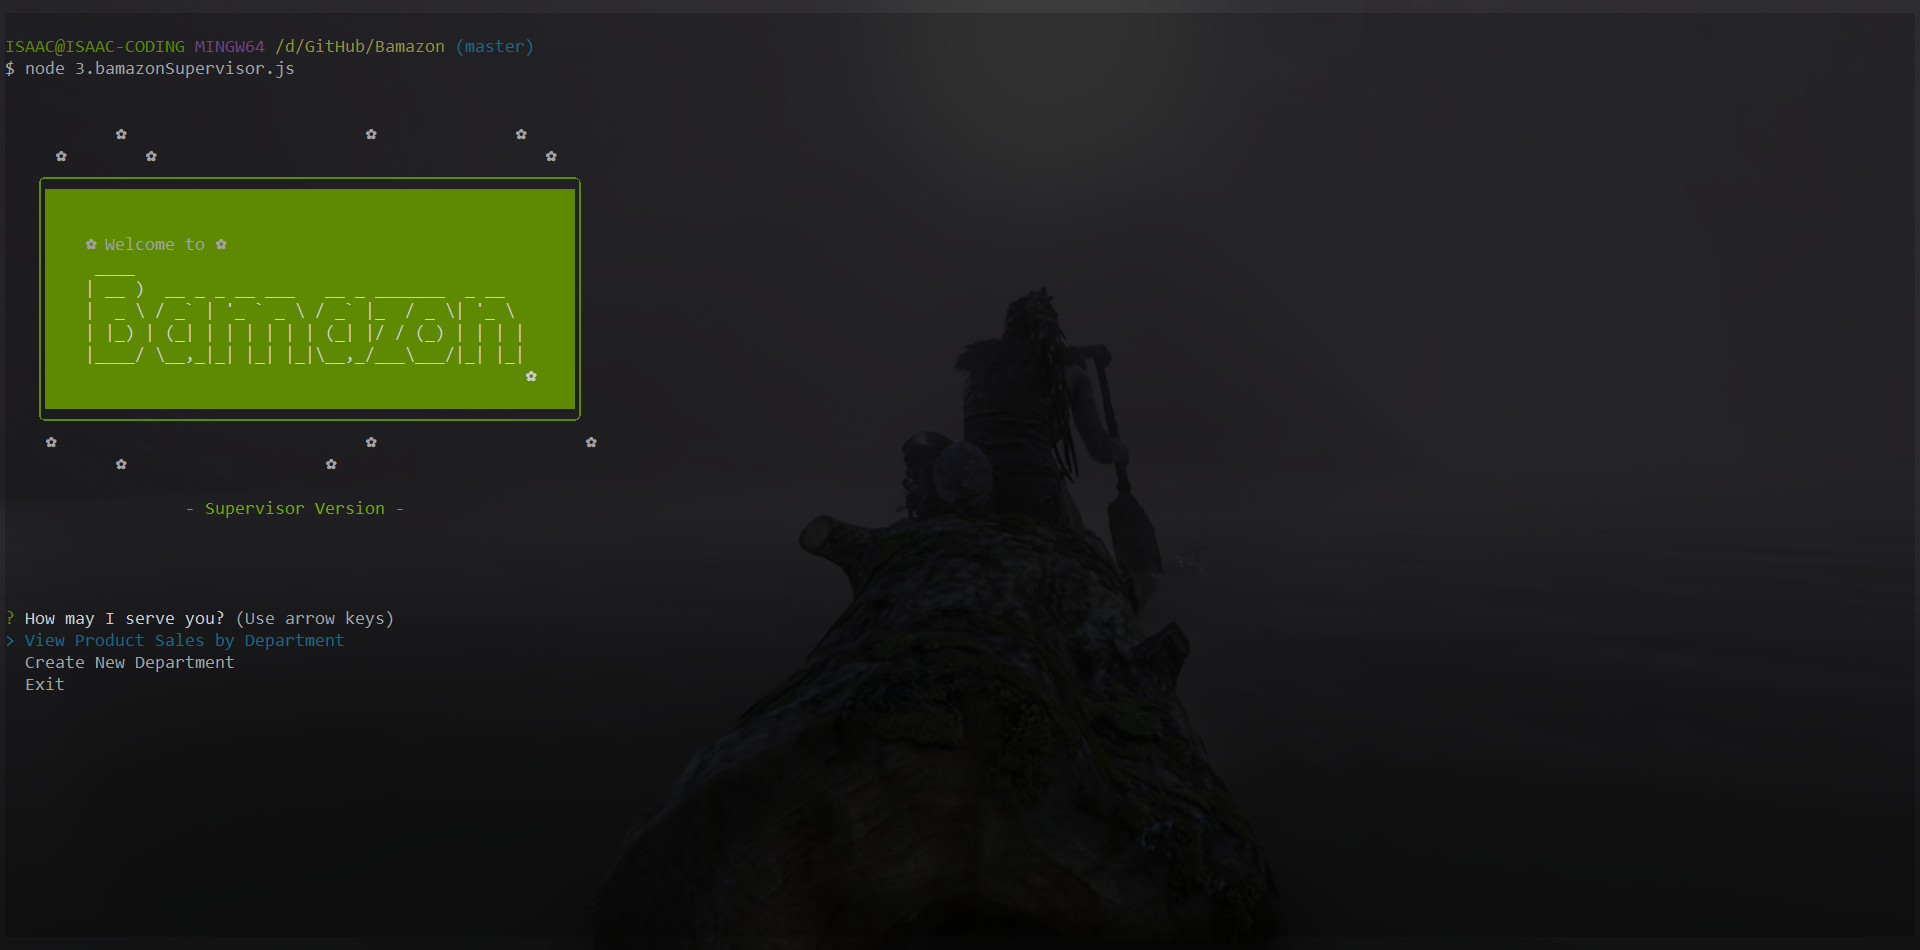 ISAAC@ISAAC-CODING MINGW64 /d/GitHub/Bamazon (master)
$ node 3.bamazonSupervisor.js
✿ Welcome to ✿
Bamazon
- Supervisor Version -
? How may I serve you? (Use arrow keys)
> View Product Sales by Department
Create New Department
Exit